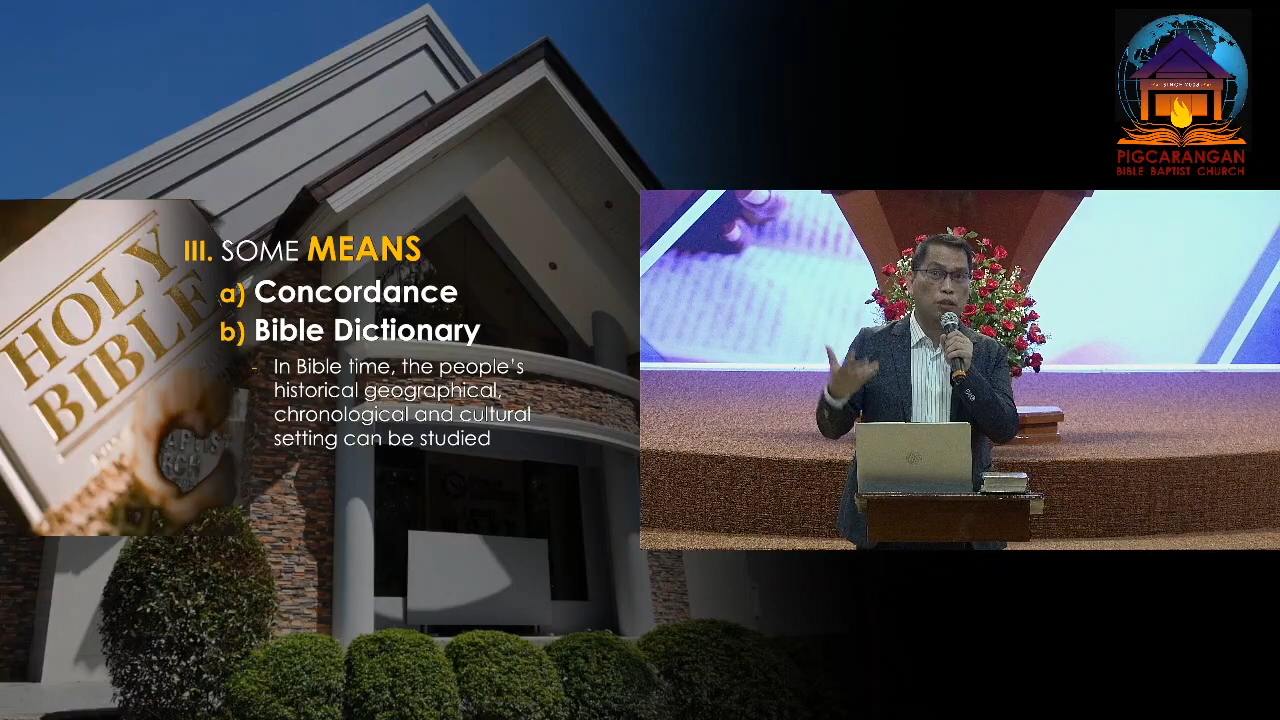 PIGCARANGAN
BIBLE BAPTIST CHURCH
HOLY
BIBLE
III. SOME MEANS
a) Concordance
b) Bible Dictionary
- In Bible time, the people's
historical geographical,
chronological and cultural
setting can be studied